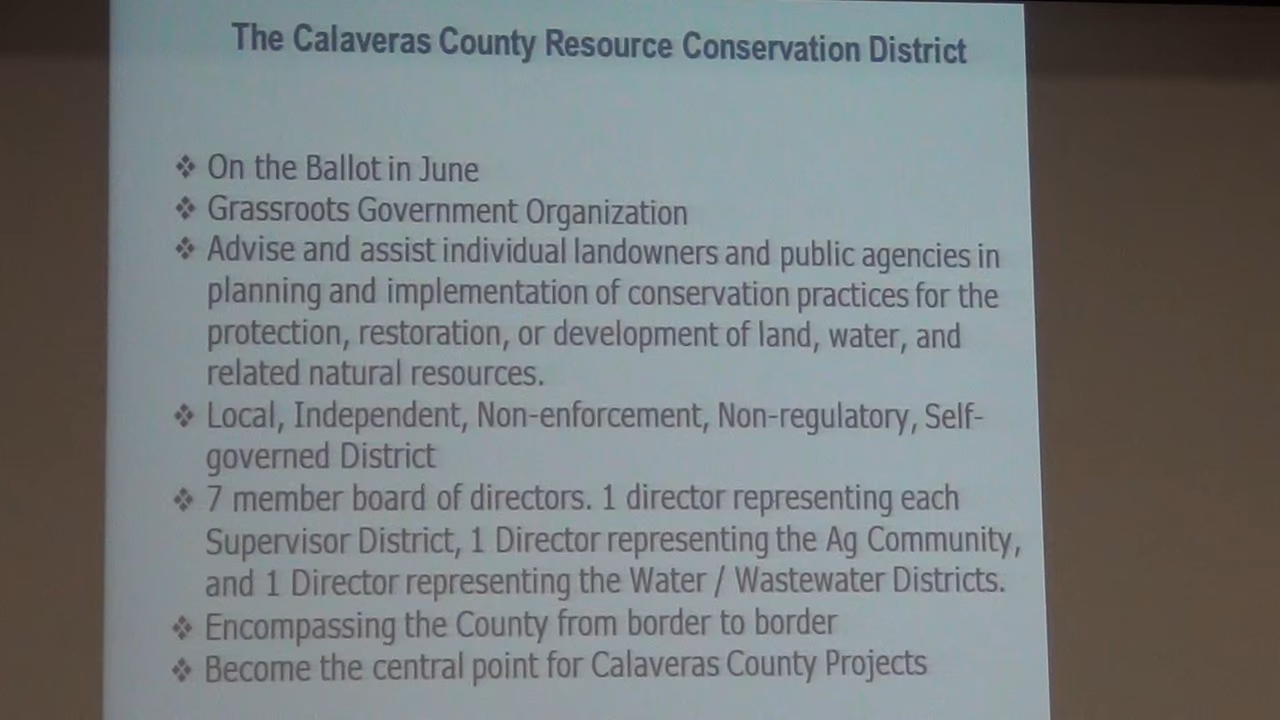 The Calaveras County Resource Conservation District
❖ On the Ballot in June
❖ Grassroots Government Organization
❖ Advise and assist individual landowners and public agencies in
planning and implementation of conservation practices for the
protection, restoration, or development of land, water, and
related natural resources.
❖ Local, Independent, Non-enforcement, Non-regulatory, Self-
governed District
❖ 7 member board of directors. 1 director representing each
Supervisor District, 1 Director representing the Ag Community,
and 1 Director representing the Water / Wastewater Districts.
❖ Encompassing the County from border to border
❖ Become the central point for Calaveras County Projects